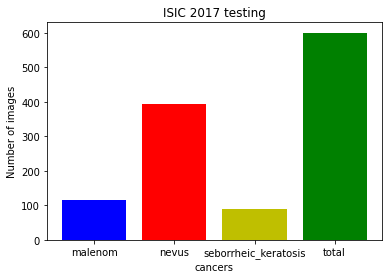 ISIC 2017 testing
Number of images
600
500
400
300
200
100
0
malenom nevus seborrheic_keratosis total
cancers